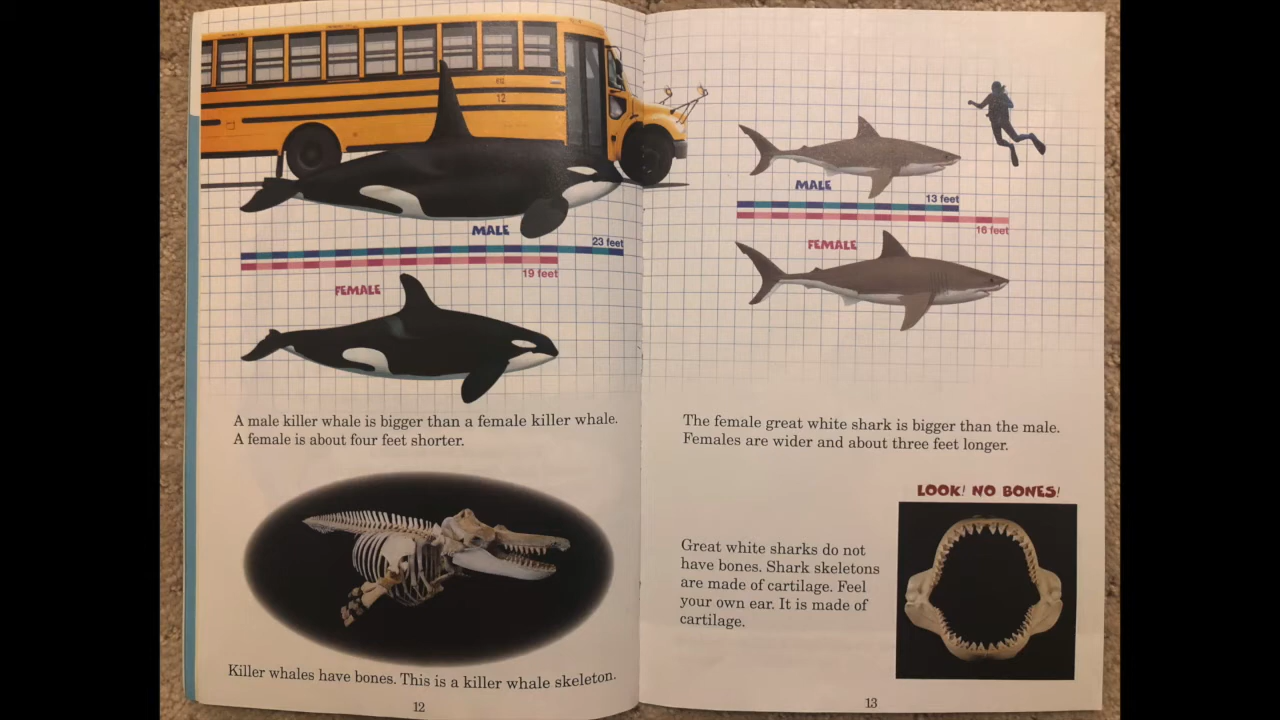 12
MALE
23 feet
19 feet
FEMALE
A male killer whale is bigger than a female killer whale.
A female is about four feet shorter.
Killer whales have bones. This is a killer whale skeleton.
12
MALE
13 feet
16 feet
FEMALE
The female great white shark is bigger than the male.
Females are wider and about three feet longer.
LOOK! NO BONES!
Great white sharks do not
have bones. Shark skeletons
are made of cartilage. Feel
your own ear. It is made of
cartilage.
13